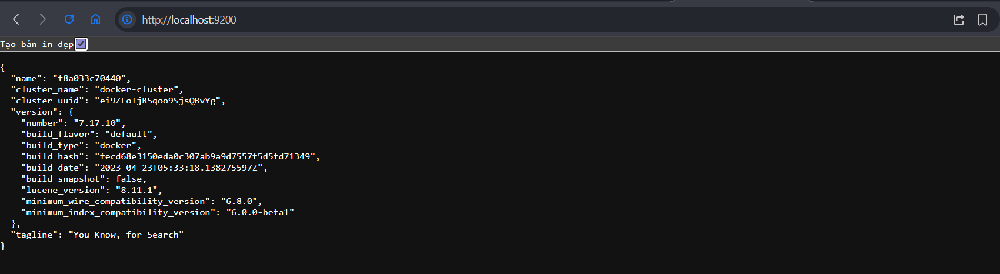 http://localhost:9200
Tạo bản in đẹp
{
  "name": "f8a033c70440",
  "cluster_name": "docker-cluster",
  "cluster_uuid": "ei9ZLoIjRSqoo9SjsQBvYg",
  "version": {
    "number": "7.17.10",
    "build_flavor": "default",
    "build_type": "docker",
    "build_hash": "fecd68e3150eda0c307ab9a9d7557f5d5fd71349",
    "build_date": "2023-04-23T05:33:18.138275597Z",
    "build_snapshot": false,
    "lucene_version": "8.11.1",
    "minimum_wire_compatibility_version": "6.8.0",
    "minimum_index_compatibility_version": "6.0.0-beta1"
  },
  "tagline": "You Know, for Search"
}